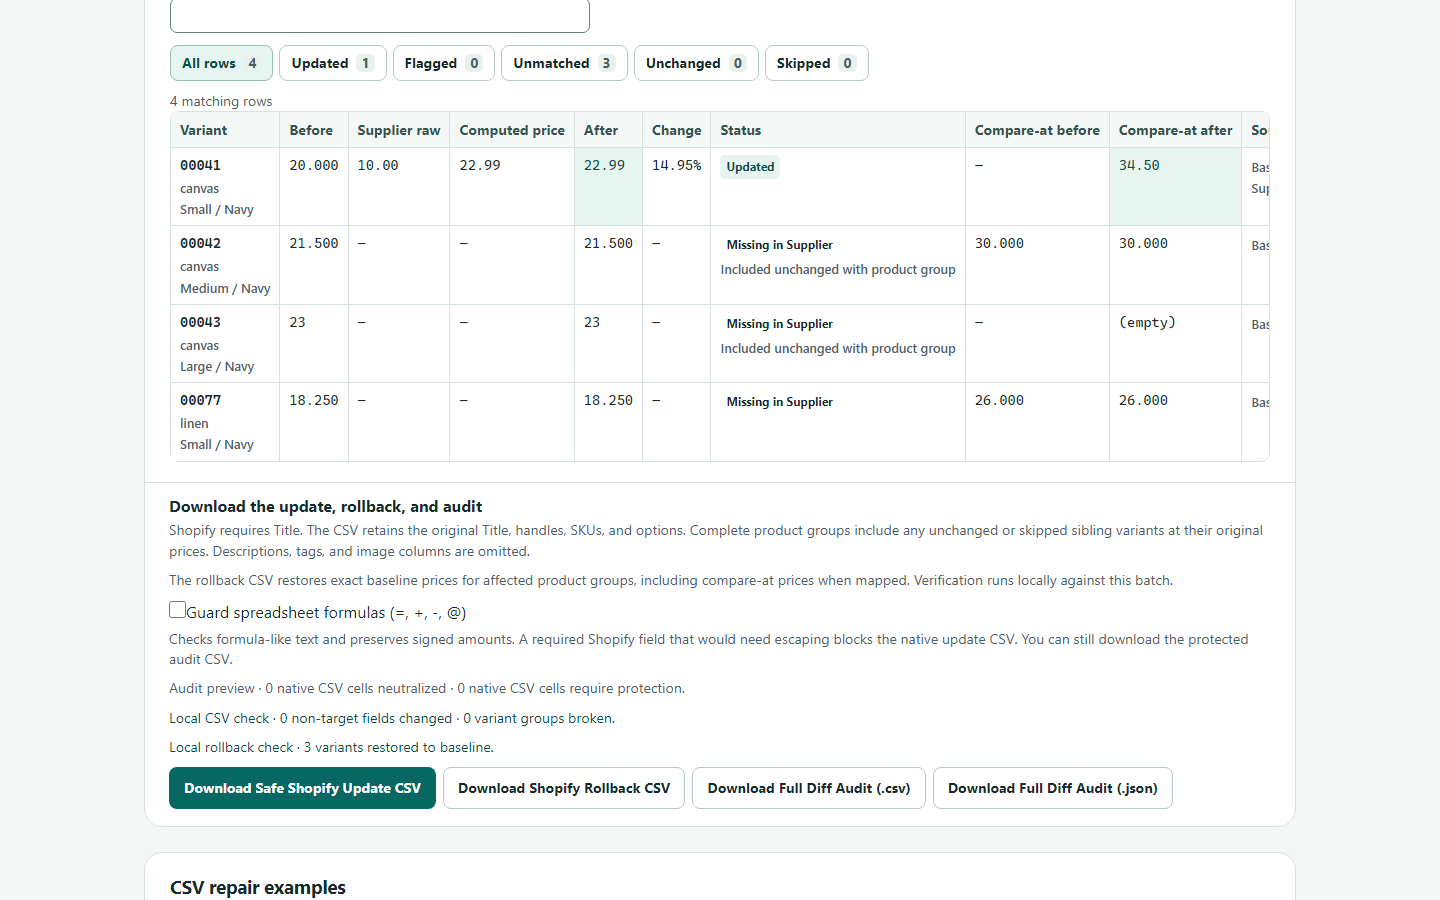 All rows 4 Updated 1 Flagged 0 Unmatched 3 Unchanged 0 Skipped 0
4 matching rows
Variant Before Supplier raw Computed price After Change Status Compare-at before Compare-at after
00041 20.000 10.00 22.99 22.99 14.95% Updated — 34.50
canvas
Small / Navy
00042 21.500 — — 21.500 — Missing in Supplier 30.000 30.000
canvas Included unchanged with product group
Medium / Navy
00043 23 — — 23 — Missing in Supplier — (empty)
canvas Included unchanged with product group
Large / Navy
00077 18.250 — — 18.250 — Missing in Supplier 26.000 26.000
linen
Small / Navy
Download the update, rollback, and audit
Shopify requires Title. The CSV retains the original Title, handles, SKUs, and options. Complete product groups include any unchanged or skipped sibling variants at their original
prices. Descriptions, tags, and image columns are omitted.
The rollback CSV restores exact baseline prices for affected product groups, including compare-at prices when mapped. Verification runs locally against this batch.
Guard spreadsheet formulas (=, +, -, @)
Checks formula-like text and preserves signed amounts. A required Shopify field that would need escaping blocks the native update CSV. You can still download the protected
audit CSV.
Audit preview · 0 native CSV cells neutralized · 0 native CSV cells require protection.
Local CSV check · 0 non-target fields changed · 0 variant groups broken.
Local rollback check · 3 variants restored to baseline.
Download Safe Shopify Update CSV Download Shopify Rollback CSV Download Full Diff Audit (.csv) Download Full Diff Audit (.json)
CSV repair examples